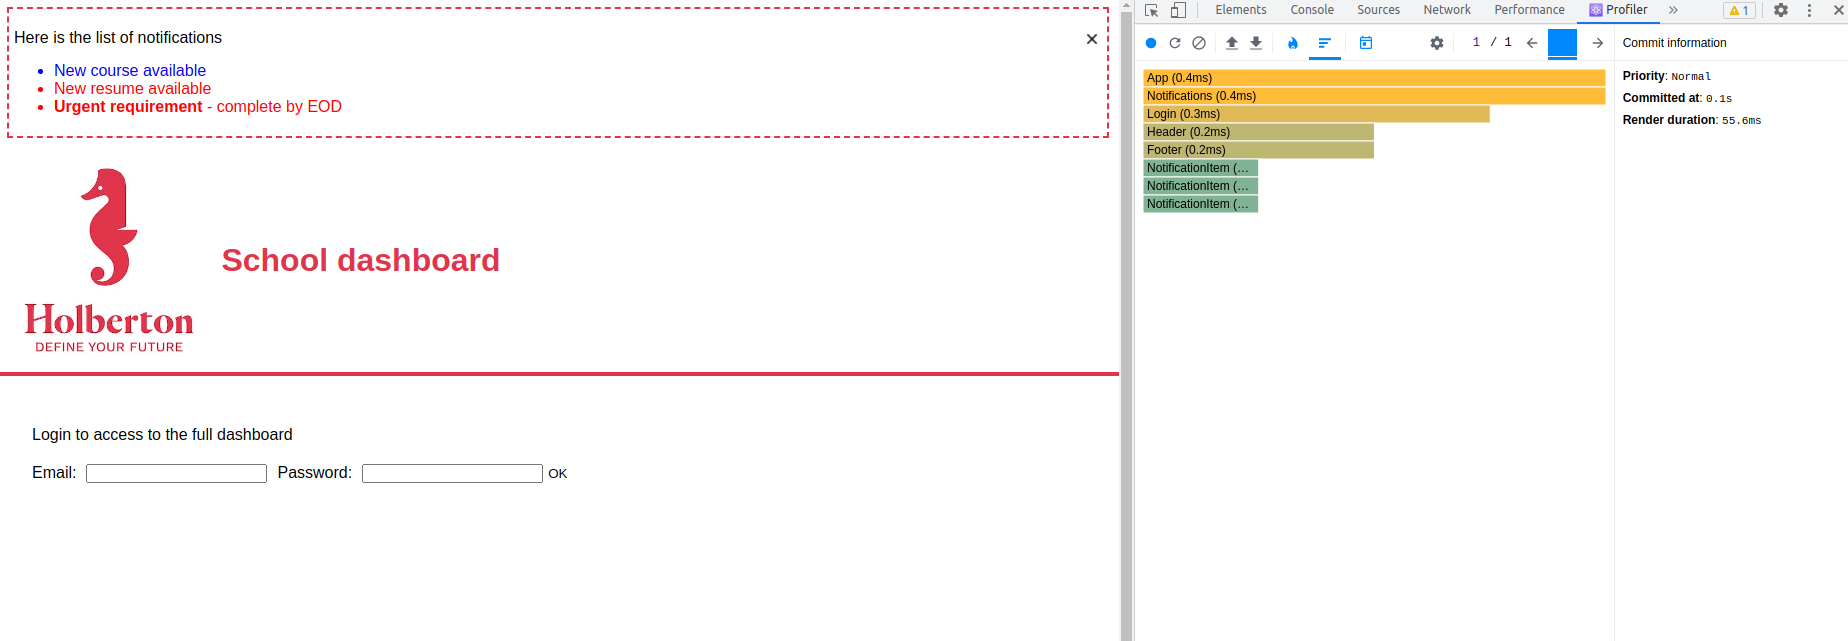 Here is the list of notifications
New course available
New resume available
Urgent requirement - complete by EOD
Holberton
DEFINE YOUR FUTURE
School dashboard
Login to access to the full dashboard
Email: Password: OK
Elements Console Sources Network Performance Profiler 1
1 / 1
Commit information
App (0.4ms)
Notifications (0.4ms)
Login (0.3ms)
Header (0.2ms)
Footer (0.2ms)
NotificationItem (...
NotificationItem (...
NotificationItem (...
Priority: Normal
Committed at: 0.1s
Render duration: 55.6ms